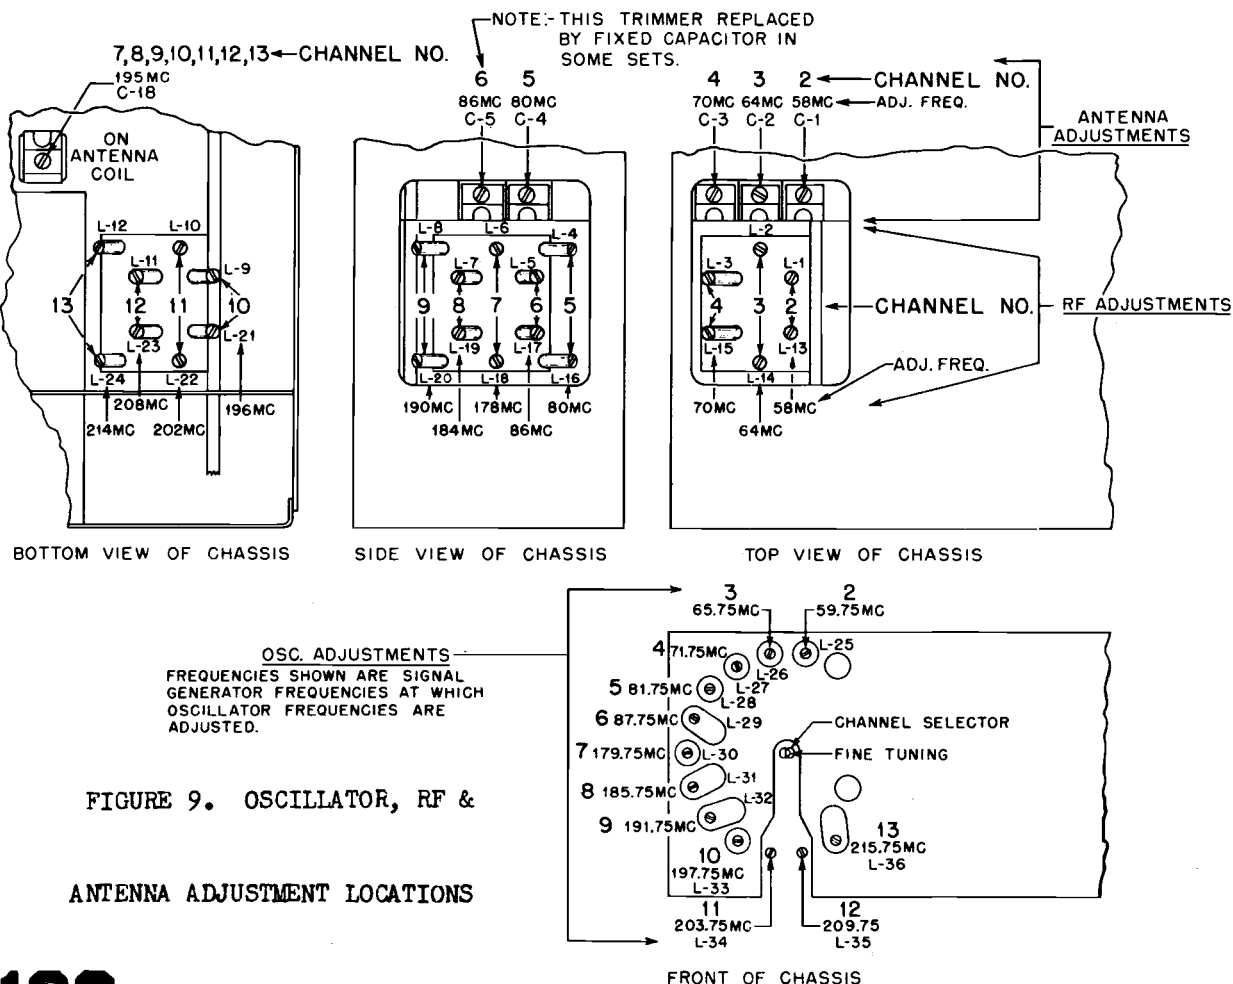 NOTE:- THIS TRIMMER REPLACED
BY FIXED CAPACITOR IN
SOME SETS.
7,8,9,10,11,12,13 CHANNEL NO.
195MC
C-18
ON
ANTENNA
COIL
L-12
L-10
L-11
L-9
13
12
11
10
L-23
L-21
L-24
L-22
208MC
196MC
214MC
202MC
BOTTOM VIEW OF CHASSIS
6 5
86MC 80MC
C-5 C-4
L-8
L-6
L-4
L-7
L-5
9
8
7
6
5
L-19
L-17
L-20
L-18
L-16
190MC
178MC
80MC
184MC
86MC
SIDE VIEW OF CHASSIS
4 3 2 CHANNEL NO.
70MC 64MC 58MC ADJ. FREQ.
C-3 C-2 C-1
ANTENNA
ADJUSTMENTS
L-2
L-3
L-1
4
3
2
CHANNEL NO.
RF ADJUSTMENTS
L-15
L-13
L-14
ADJ. FREQ.
70MC
58MC
64MC
TOP VIEW OF CHASSIS
OSC. ADJUSTMENTS
FREQUENCIES SHOWN ARE SIGNAL
GENERATOR FREQUENCIES AT WHICH
OSCILLATOR FREQUENCIES ARE
ADJUSTED.
3
65.75MC
2
59.75MC
L-25
4 71.75MC
L-26
L-27
5 81.75MC
L-28
6 87.75MC
L-29
CHANNEL SELECTOR
7 179.75MC
L-30
FINE TUNING
L-31
8 185.75MC
L-32
9 191.75MC
10
197.75MC
L-33
13
215.75MC
L-36
11
203.75MC
L-34
12
209.75
L-35
FRONT OF CHASSIS
FIGURE 9. OSCILLATOR, RF &
ANTENNA ADJUSTMENT LOCATIONS